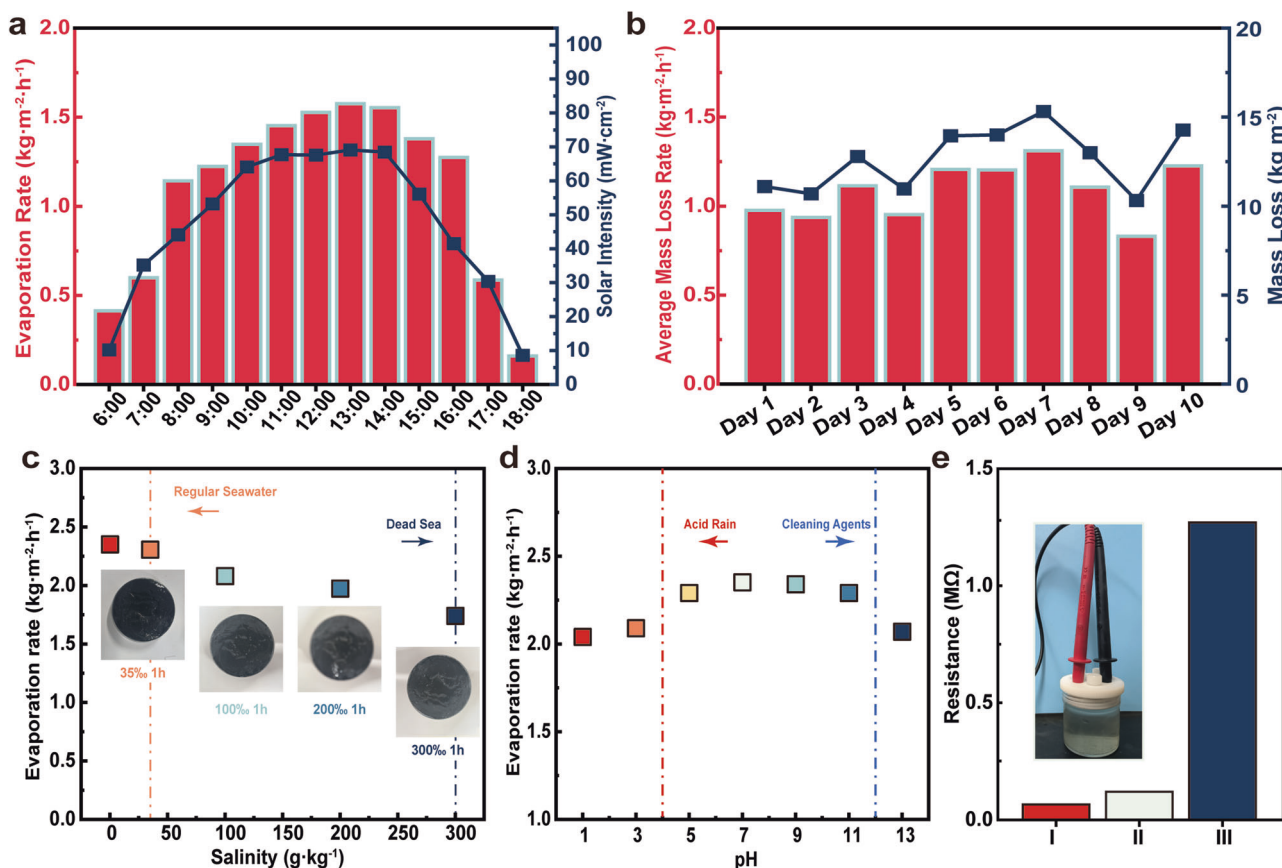 a
Evaporation Rate (kg·m⁻²·h⁻¹)
2.0
1.5
1.0
0.5
0.0
100
90
80
70
60
50
40
30
20
10
0
Solar Intensity (mW·cm⁻²)
6:00 7:00 8:00 9:00 10:00 11:00 12:00 13:00 14:00 15:00 16:00 17:00 18:00
b
Average Mass Loss Rate (kg·m⁻²·h⁻¹)
2.0
1.5
1.0
0.5
0.0
20
15
10
5
0
Mass Loss (kg m⁻²)
Day 1 Day 2 Day 3 Day 4 Day 5 Day 6 Day 7 Day 8 Day 9 Day 10
c
Evaporation rate (kg·m⁻²·h⁻¹)
3.0
2.5
2.0
1.5
1.0
0.5
0.0
Regular Seawater
Dead Sea
35‰ 1h
100‰ 1h
200‰ 1h
300‰ 1h
0 50 100 150 200 250 300
Salinity (g·kg⁻¹)
d
Evaporation rate (kg·m⁻²·h⁻¹)
3.0
2.5
2.0
1.5
1.0
Acid Rain
Cleaning Agents
1 3 5 7 9 11 13
pH
e
Resistance (MΩ)
1.5
1.0
0.5
0.0
I II III